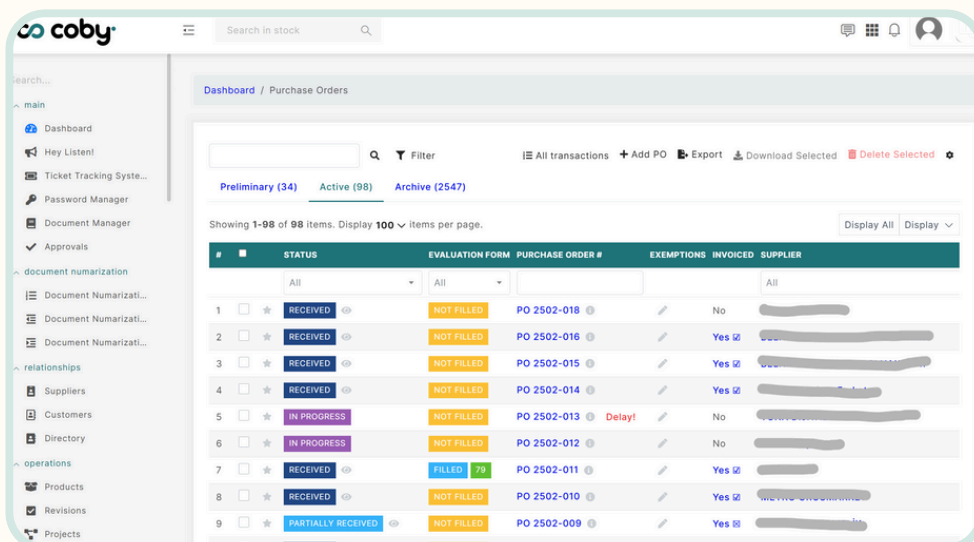 coby
Search in stock
Search...
main
Dashboard
Hey Listen!
Ticket Tracking Syste...
Password Manager
Document Manager
Approvals
document numarization
Document Numarizati...
Document Numarizati...
Document Numarizati...
relationships
Suppliers
Customers
Directory
operations
Products
Revisions
Projects
Dashboard / Purchase Orders
Filter
All transactions + Add PO Export Download Selected Delete Selected
Preliminary (34) Active (98) Archive (2547)
Showing 1-98 of 98 items. Display 100 items per page.
Display All Display
# STATUS EVALUATION FORM PURCHASE ORDER # EXEMPTIONS INVOICED SUPPLIER
All All All
1 RECEIVED NOT FILLED PO 2502-018 No
2 RECEIVED NOT FILLED PO 2502-016 Yes
3 RECEIVED NOT FILLED PO 2502-015 Yes
4 RECEIVED NOT FILLED PO 2502-014 Yes
5 IN PROGRESS NOT FILLED PO 2502-013 Delay! No
6 IN PROGRESS NOT FILLED PO 2502-012 No
7 RECEIVED FILLED 79 PO 2502-011 Yes
8 RECEIVED NOT FILLED PO 2502-010 Yes
9 PARTIALLY RECEIVED NOT FILLED PO 2502-009 Yes